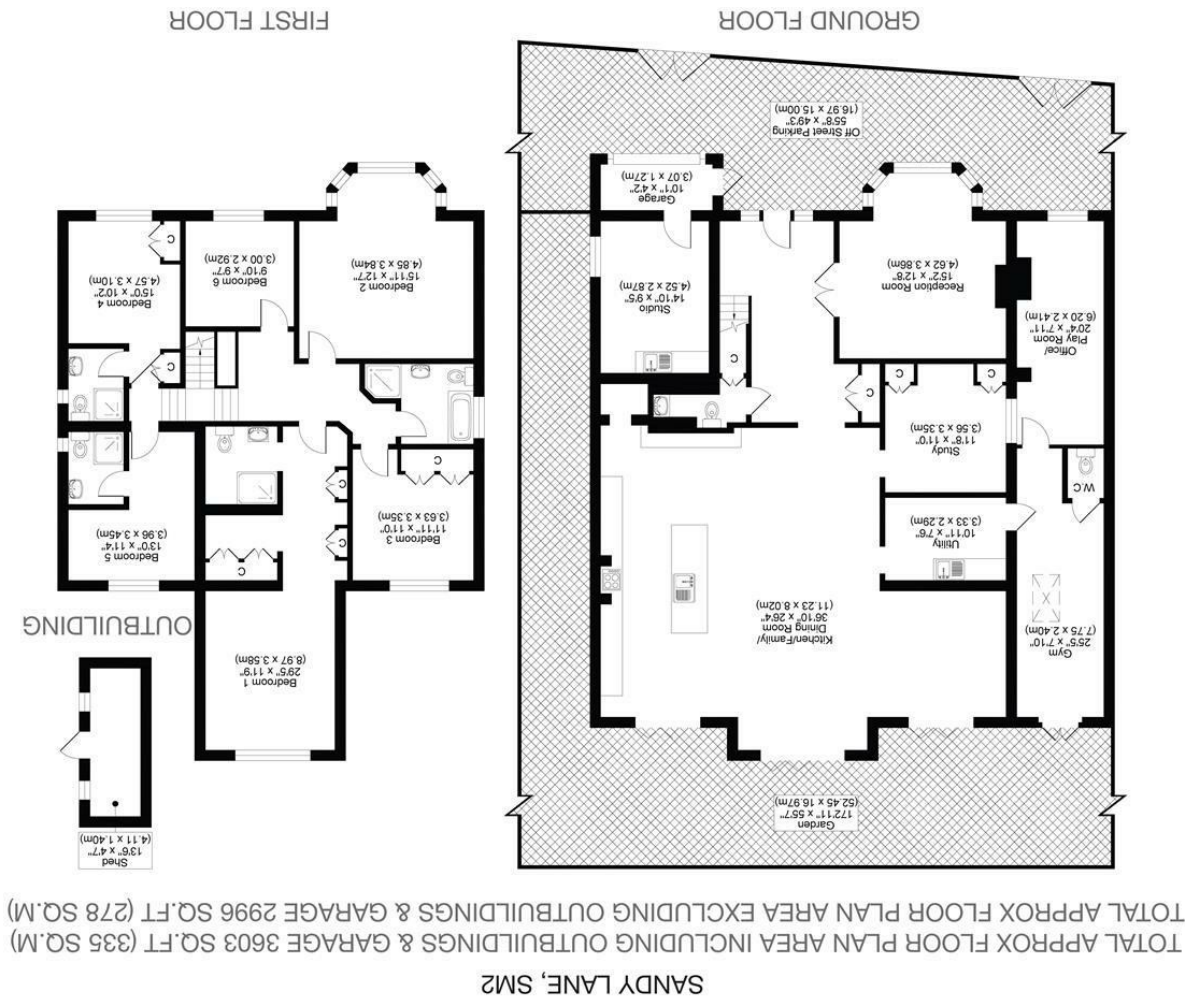 SANDY LANE, SM2
TOTAL APPROX FLOOR PLAN AREA INCLUDING OUTBUILDINGS & GARAGE 3603 SQ.FT (335 SQ.M)
TOTAL APPROX FLOOR PLAN AREA EXCLUDING OUTBUILDINGS & GARAGE 2996 SQ.FT (278 SQ.M)
Garden
172'11" x 55'7"
(52.45 x 16.97m)
Gym
25'5" x 7'10"
(7.75 x 2.40m)
Kitchen/Family/
Dining Room
36'10" x 26'4"
(11.23 x 8.02m)
Utility
10'11" x 7'6"
(3.33 x 2.29m)
W.C
Study
11'8" x 11'0"
(3.56 x 3.35m)
C
C
C
C
Office/
Play Room
20'4" x 7'11"
(6.20 x 2.41m)
Reception Room
15'2" x 12'8"
(4.62 x 3.86m)
Studio
14'10" x 9'5"
(4.52 x 2.87m)
Garage
10'1" x 4'2"
(3.07 1.27m)
Off Street Parking
55'8" x 49'3"
(16.97 x 15.00m)
GROUND FLOOR
Shed
13'6" x 4'7"
(4.11 x 1.40m)
OUTBUILDING
Bedroom 1
29'5" x 11'9"
(8.97 x 3.58m)
C
C
C
Bedroom 3
11'11" x 11'0"
(3.63 x 3.35m)
C
Bedroom 5
13'0" x 11'4"
(3.96 x 3.45m)
Bedroom 2
15'11" x 12'7"
(4.85 x 3.84m)
Bedroom 6
9'10" x 9'7"
(3.00 x 2.92m)
C
Bedroom 4
15'0" x 10'2"
(4.57 x 3.10m)
C
FIRST FLOOR